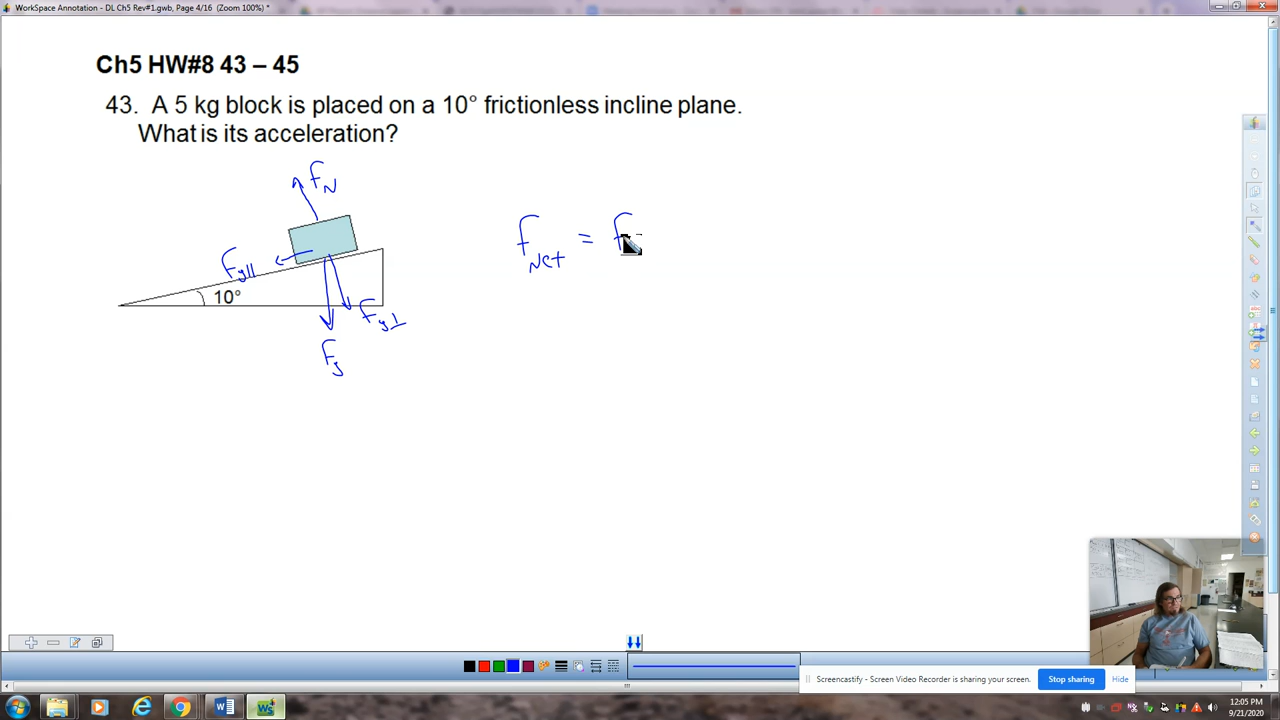 WorkSpace Annotation - DL Ch5 Rev#1.gwb, Page 4/16 (Zoom 100%) *
Ch5 HW#8 43 – 45
43. A 5 kg block is placed on a 10° frictionless incline plane.
What is its acceleration?
FN
FNet = F
Fg||
10°
Fg⊥
Fg
Screencastify - Screen Video Recorder is sharing your screen.
Stop sharing
Hide
12:05 PM
9/21/2020